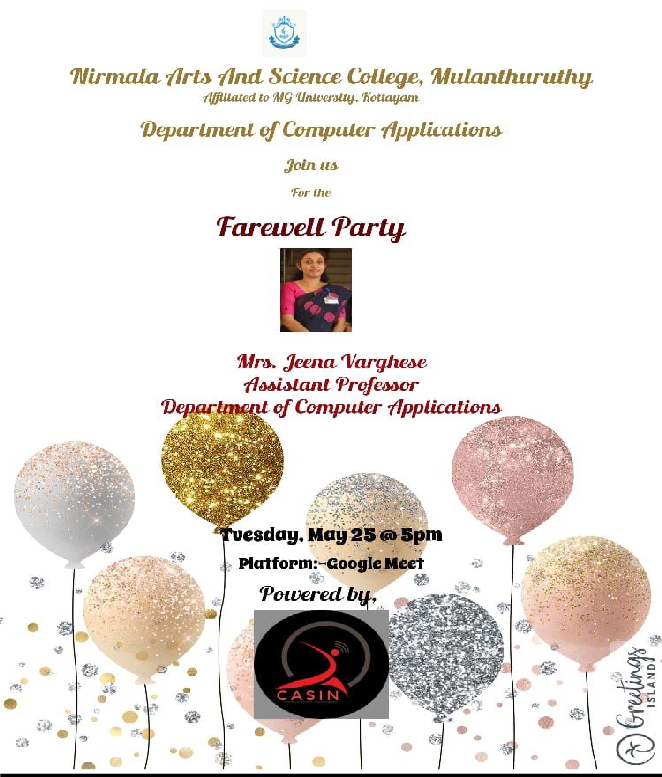 Nirmala Arts And Science College, Mulanthuruthy
Affiliated to MG University, Kottayam
Department of Computer Applications
Join us
For the
Farewell Party
Mrs. Jeena Varghese
Assistant Professor
Department of Computer Applications
Tuesday, May 25 @ 5pm
Platform:-Google Meet
Powered by,
CASIN
Greetings
ISLAND